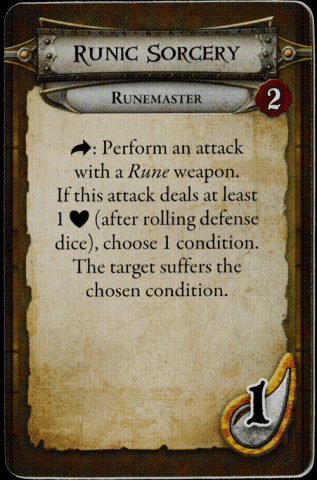 RUNIC SORCERY
RUNEMASTER
2
: Perform an attack
with a Rune weapon.
If this attack deals at least
1 ♥ (after rolling defense
dice), choose 1 condition.
The target suffers the
chosen condition.
1